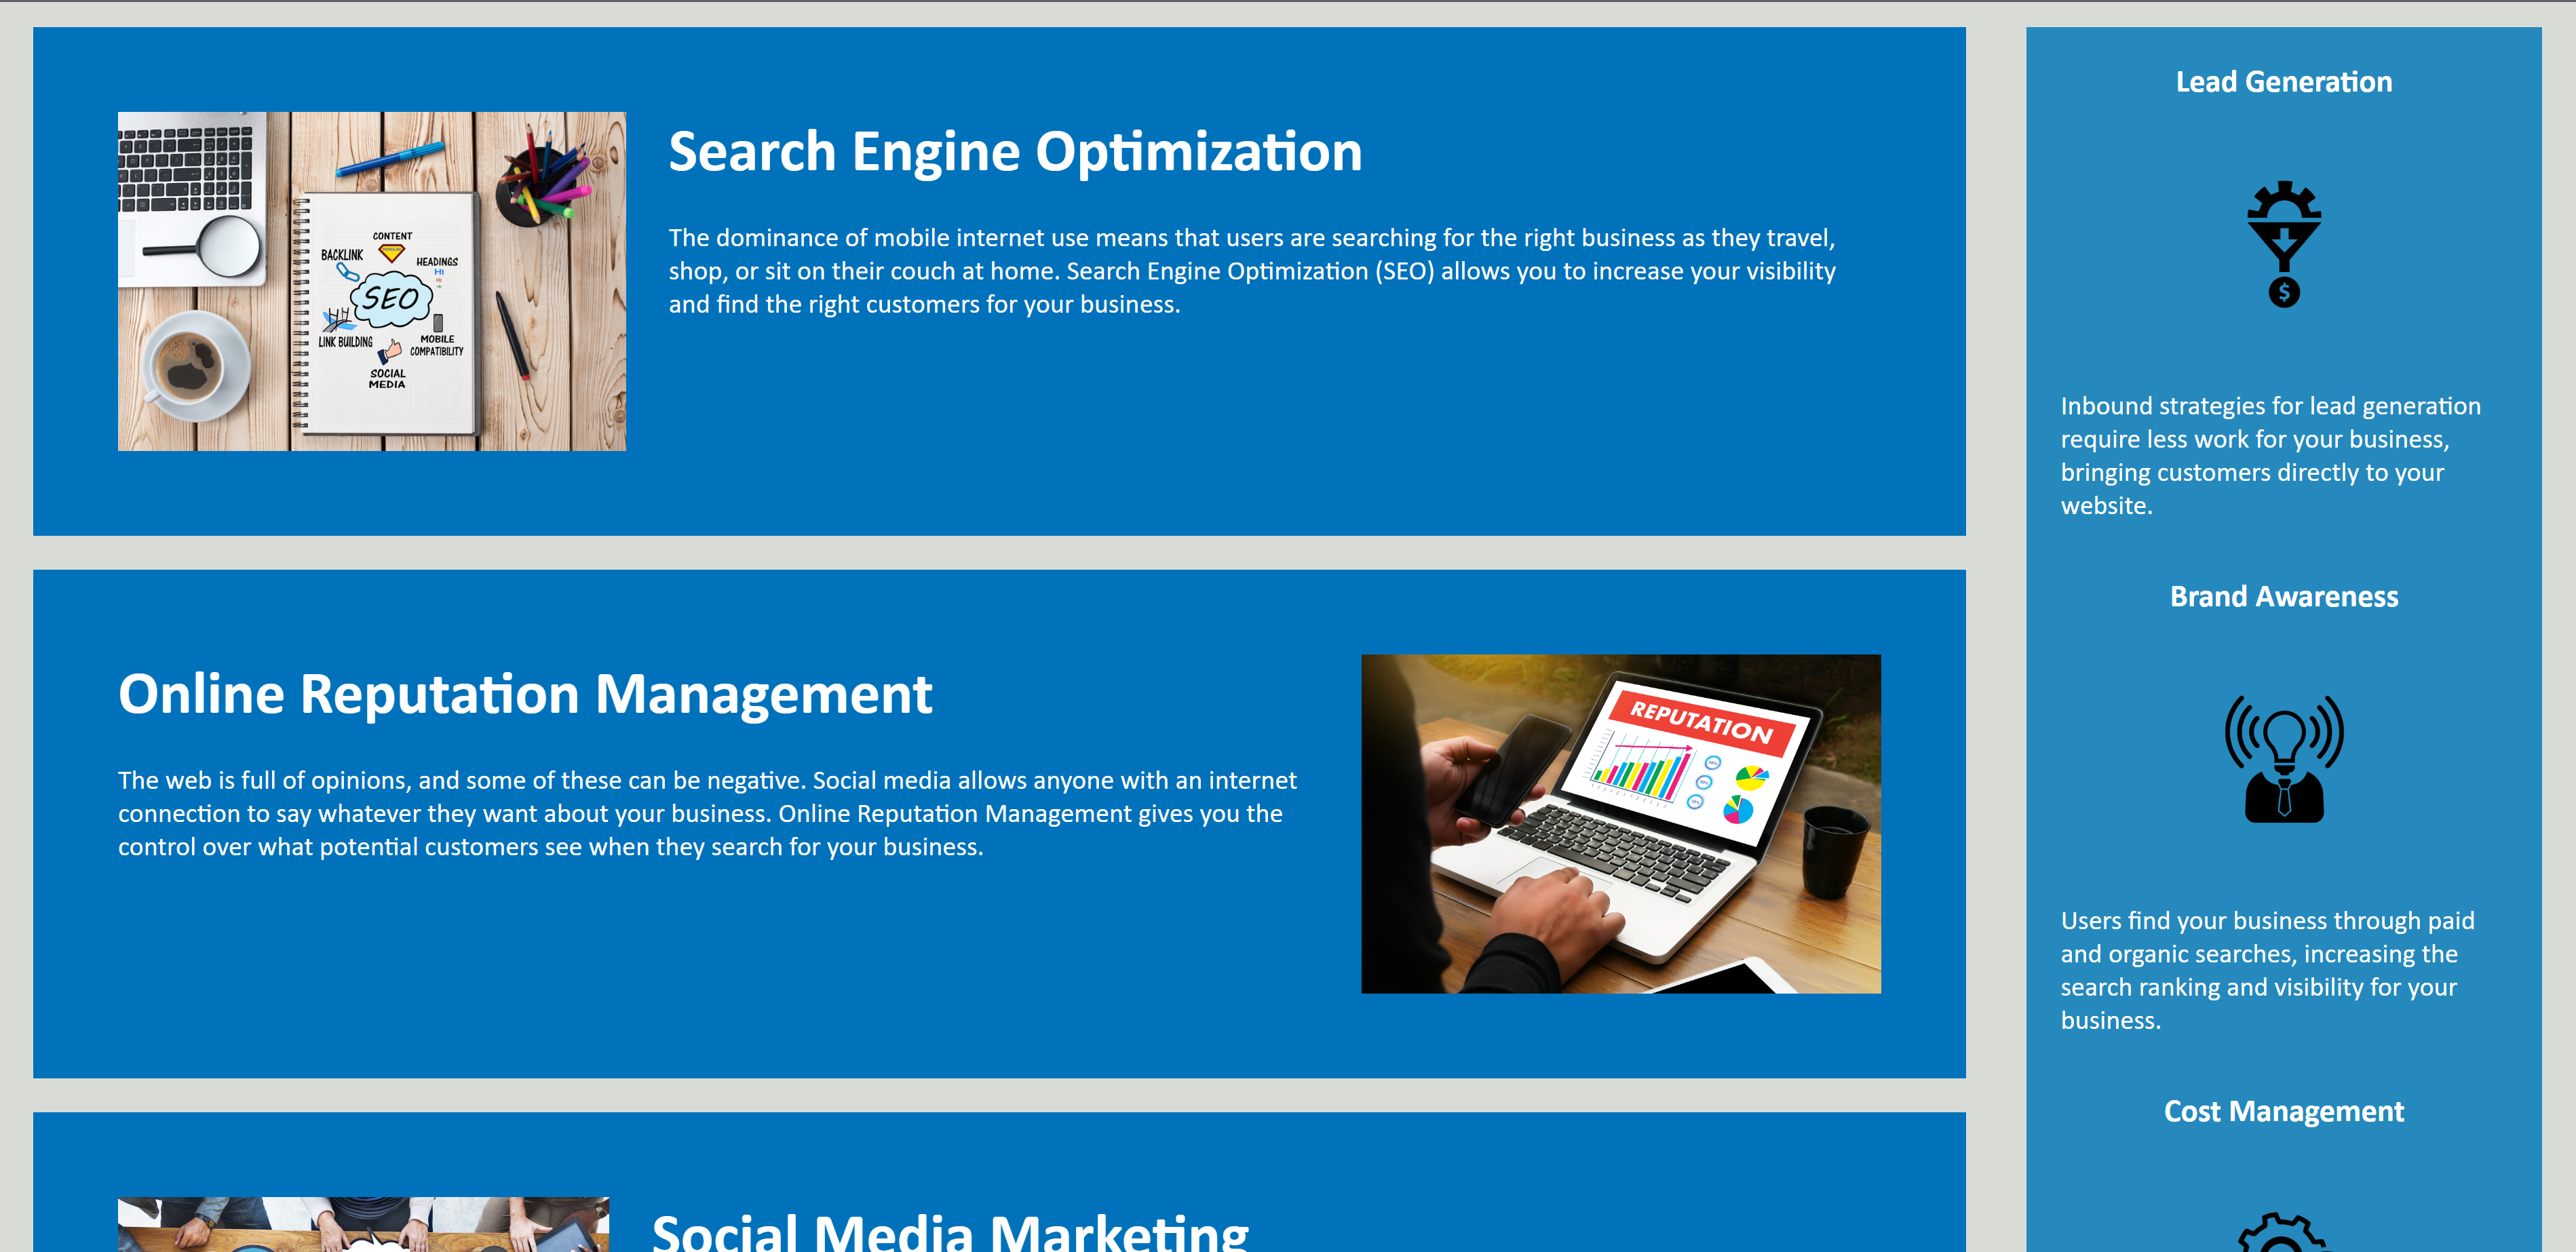 Search Engine Optimization
The dominance of mobile internet use means that users are searching for the right business as they travel,
shop, or sit on their couch at home. Search Engine Optimization (SEO) allows you to increase your visibility
and find the right customers for your business.
CONTENT
BACKLINK
HEADINGS
H1
SEO
LINK BUILDING
MOBILE
COMPATIBILITY
SOCIAL
MEDIA
Online Reputation Management
The web is full of opinions, and some of these can be negative. Social media allows anyone with an internet
connection to say whatever they want about your business. Online Reputation Management gives you the
control over what potential customers see when they search for your business.
REPUTATION
Social Media Marketing
Lead Generation
$
Inbound strategies for lead generation
require less work for your business,
bringing customers directly to your
website.
Brand Awareness
Users find your business through paid
and organic searches, increasing the
search ranking and visibility for your
business.
Cost Management